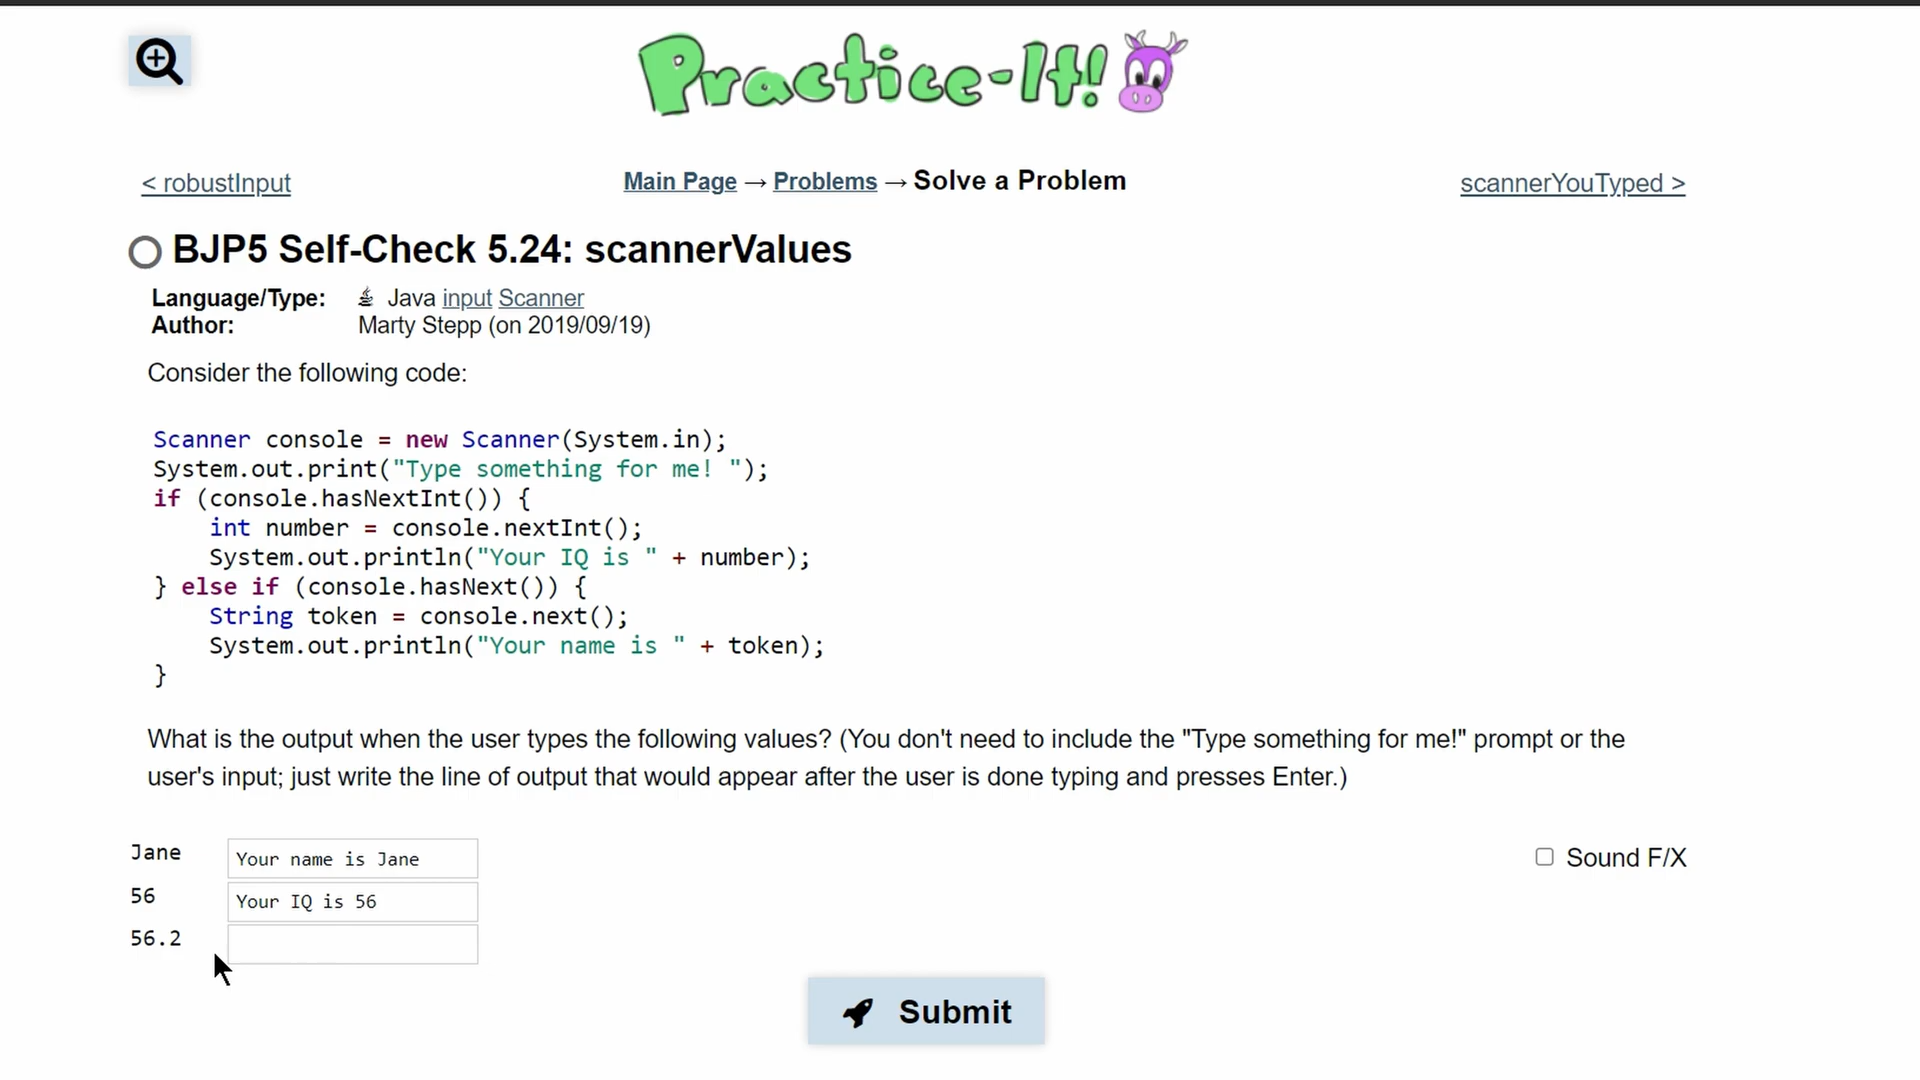 Practice-It!
< robustInput
Main Page → Problems → Solve a Problem
scannerYouTyped >
BJP5 Self-Check 5.24: scannerValues
Language/Type: Java input Scanner
Author: Marty Stepp (on 2019/09/19)
Consider the following code:
Scanner console = new Scanner(System.in);
System.out.print("Type something for me! ");
if (console.hasNextInt()) {
    int number = console.nextInt();
    System.out.println("Your IQ is " + number);
} else if (console.hasNext()) {
    String token = console.next();
    System.out.println("Your name is " + token);
}
What is the output when the user types the following values? (You don't need to include the "Type something for me!" prompt or the
user's input; just write the line of output that would appear after the user is done typing and presses Enter.)
Jane Your name is Jane
Sound F/X
56 Your IQ is 56
56.2
Submit